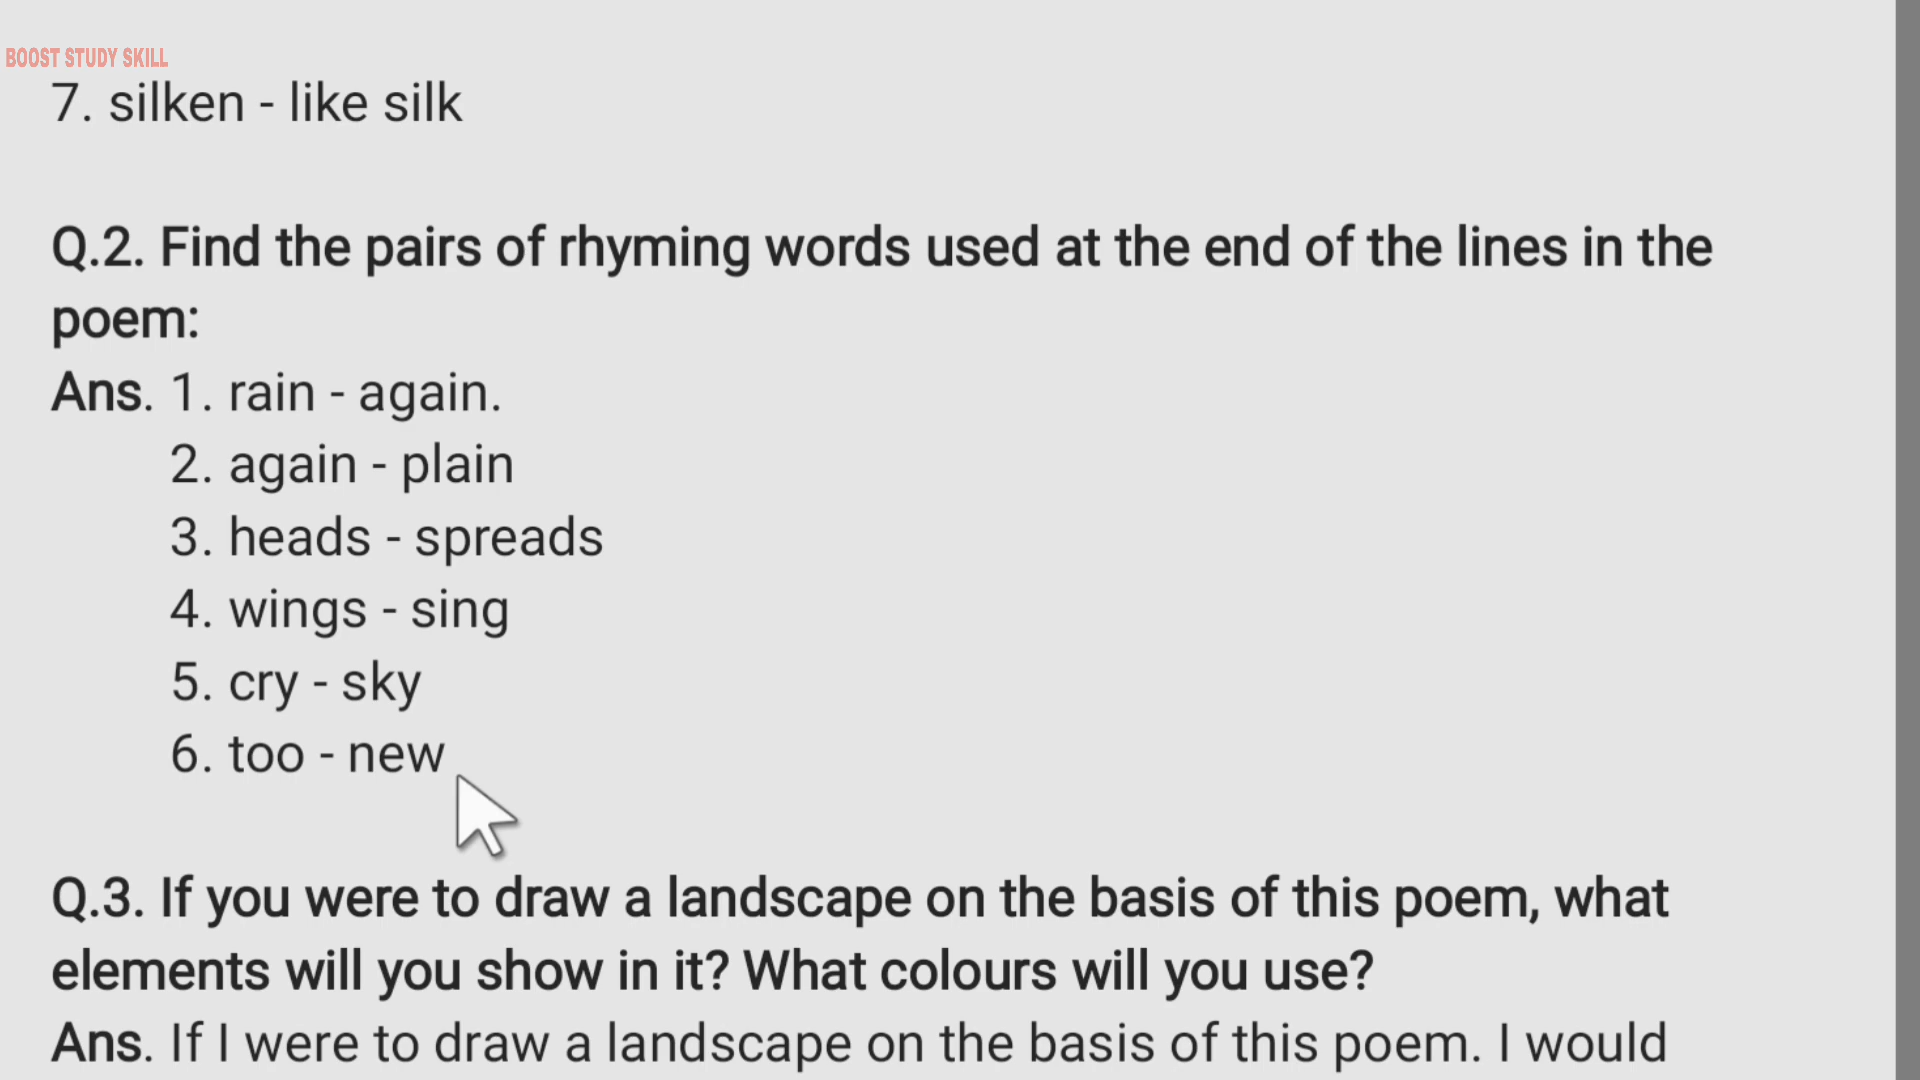 BOOST STUDY SKILL
7. silken - like silk
Q.2. Find the pairs of rhyming words used at the end of the lines in the
poem:
Ans. 1. rain - again.
2. again - plain
3. heads - spreads
4. wings - sing
5. cry - sky
6. too - new
Q.3. If you were to draw a landscape on the basis of this poem, what
elements will you show in it? What colours will you use?
Ans. If I were to draw a landscape on the basis of this poem. I would